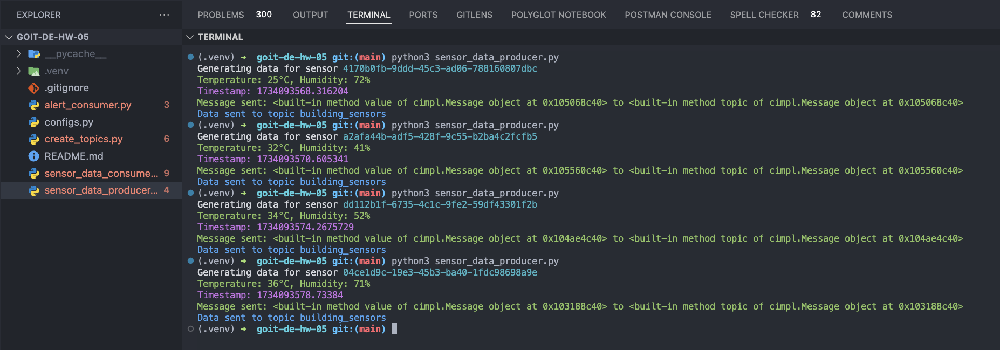 EXPLORER ···
GOIT-DE-HW-05
__pycache__
.venv
.gitignore
alert_consumer.py 3
configs.py
create_topics.py 6
README.md
sensor_data_consume... 9
sensor_data_producer... 4
PROBLEMS 300 OUTPUT TERMINAL PORTS GITLENS POLYGLOT NOTEBOOK POSTMAN CONSOLE SPELL CHECKER 82 COMMENTS
TERMINAL
(.venv) → goit-de-hw-05 git:(main) python3 sensor_data_producer.py
Generating data for sensor 4170b0fb-9ddd-45c3-ad06-788160807dbc
Temperature: 25°C, Humidity: 72%
Timestamp: 1734093568.316204
Message sent: <built-in method value of cimpl.Message object at 0x105068c40> to <built-in method topic of cimpl.Message object at 0x105068c40>
Data sent to topic building_sensors
(.venv) → goit-de-hw-05 git:(main) python3 sensor_data_producer.py
Generating data for sensor a2afa44b-adf5-428f-9c55-b2ba4c2fcfb5
Temperature: 32°C, Humidity: 41%
Timestamp: 1734093570.605341
Message sent: <built-in method value of cimpl.Message object at 0x105560c40> to <built-in method topic of cimpl.Message object at 0x105560c40>
Data sent to topic building_sensors
(.venv) → goit-de-hw-05 git:(main) python3 sensor_data_producer.py
Generating data for sensor dd112b1f-6735-4c1c-9fe2-59df43301f2b
Temperature: 34°C, Humidity: 52%
Timestamp: 1734093574.2675729
Message sent: <built-in method value of cimpl.Message object at 0x104ae4c40> to <built-in method topic of cimpl.Message object at 0x104ae4c40>
Data sent to topic building_sensors
(.venv) → goit-de-hw-05 git:(main) python3 sensor_data_producer.py
Generating data for sensor 04ce1d9c-19e3-45b3-ba40-1fdc98698a9e
Temperature: 36°C, Humidity: 71%
Timestamp: 1734093578.73384
Message sent: <built-in method value of cimpl.Message object at 0x103188c40> to <built-in method topic of cimpl.Message object at 0x103188c40>
Data sent to topic building_sensors
(.venv) → goit-de-hw-05 git:(main)